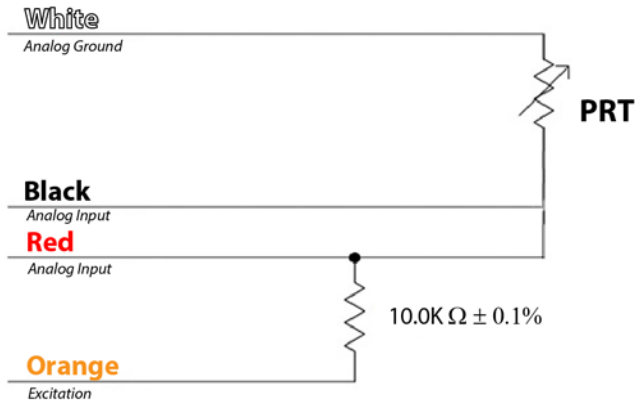 White
Analog Ground
PRT
Black
Analog Input
Red
Analog Input
10.0K Ω ± 0.1%
Orange
Excitation